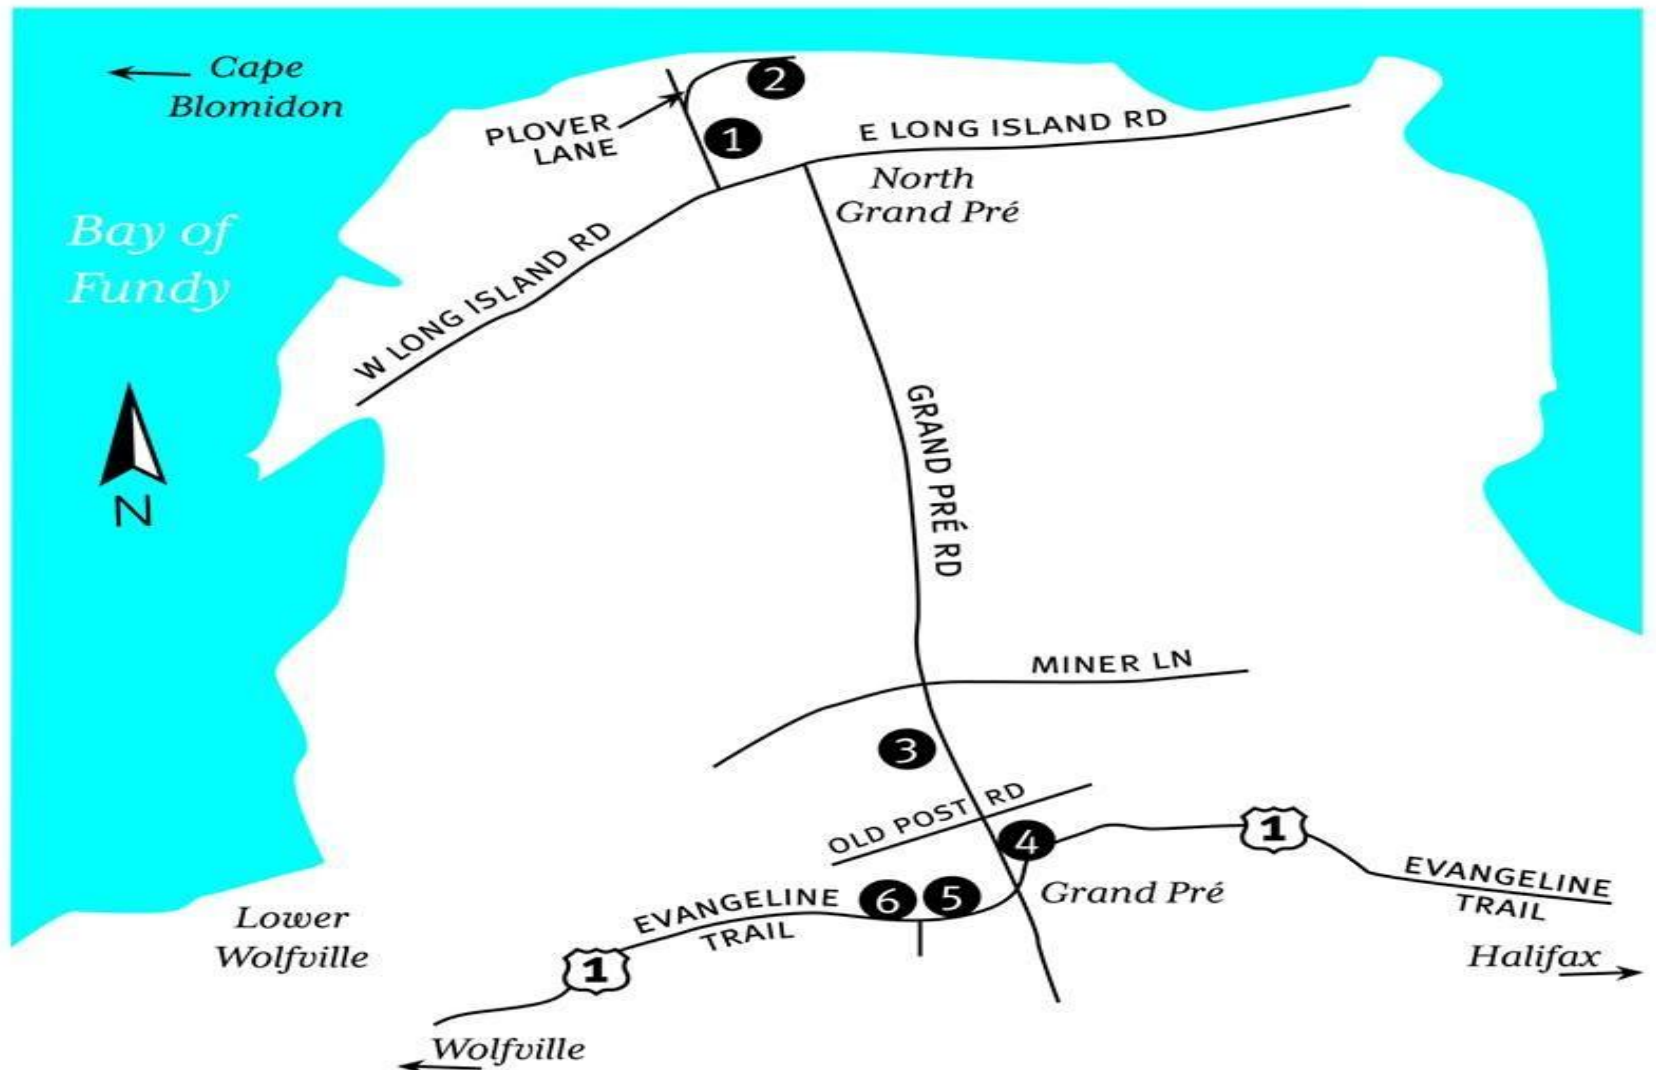 Cape
Blomidon
2
PLOVER
LANE
1
E LONG ISLAND RD
North
Grand Pré
Bay of
Fundy
W LONG ISLAND RD
GRAND PRÉ RD
N
MINER LN
3
OLD POST RD
4
1
EVANGELINE
TRAIL
6
5
Grand Pré
EVANGELINE
TRAIL
Lower
Wolfville
1
Halifax
Wolfville